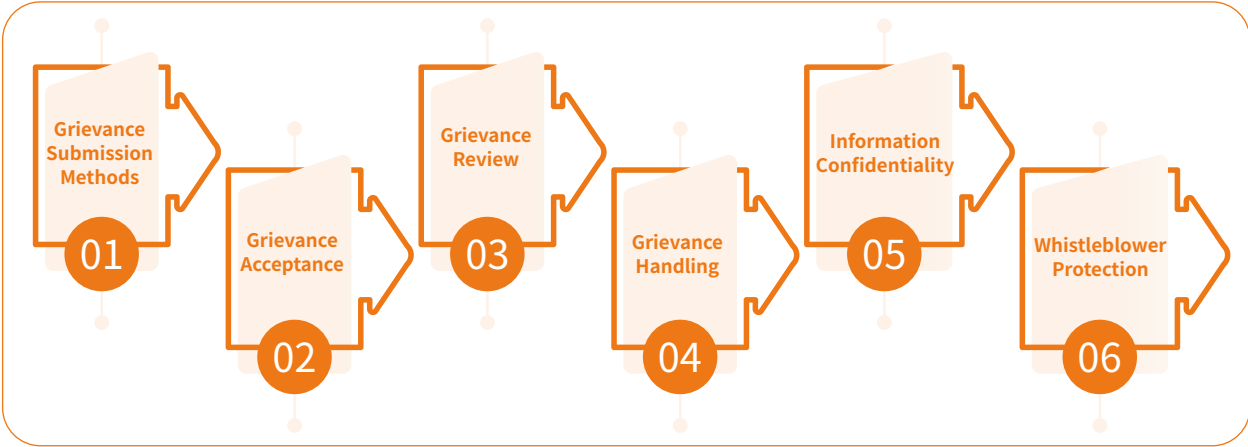 Grievance
Submission
Methods
01
Grievance
Acceptance
02
Grievance
Review
03
Grievance
Handling
04
Information
Confidentiality
05
Whistleblower
Protection
06